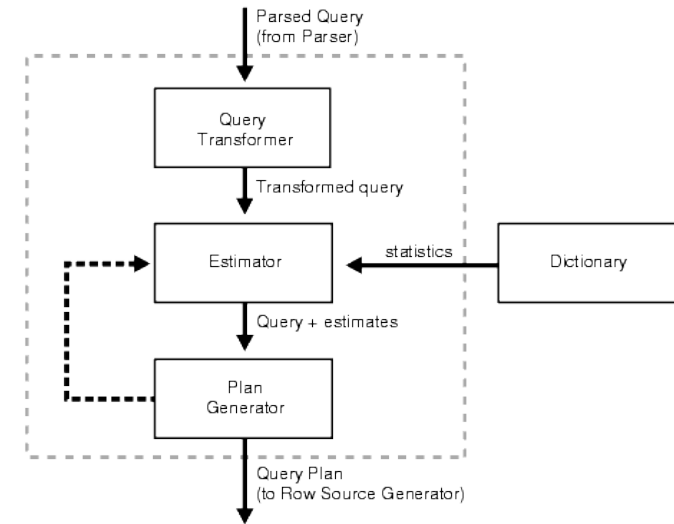 Parsed Query
(from Parser)
Query
Transformer
Transformed query
Estimator
statistics
Dictionary
Query + estimates
Plan
Generator
Query Plan
(to Row Source Generator)